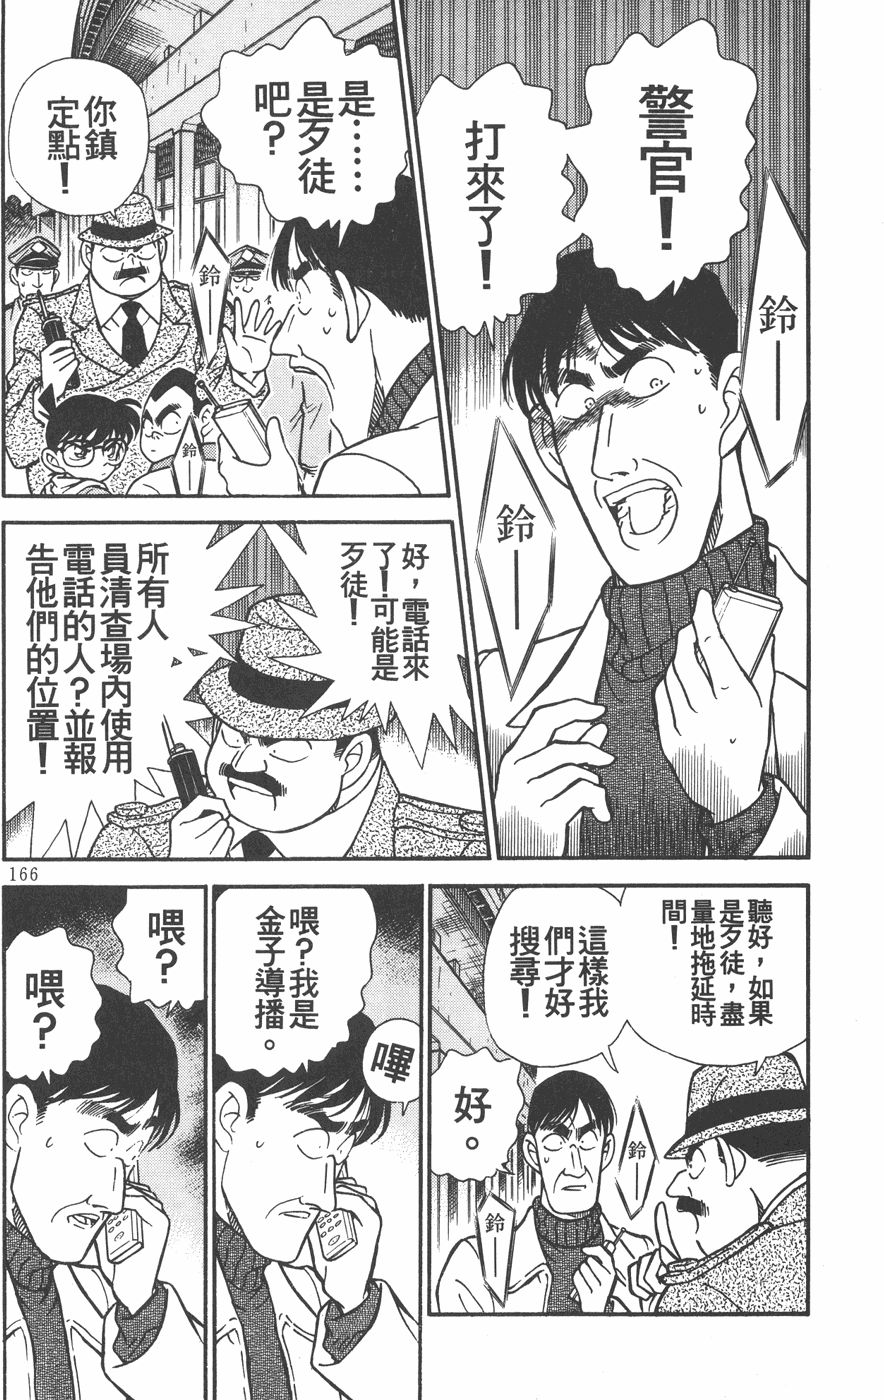 警官！
打來了！
鈴—
鈴—
是……
是歹徒
吧？
你鎮
定點！
鈴—
鈴—
好，電話來
了！可能是
歹徒！
所有人
員清查場內使用
電話的人？並報
告他們的位置！
166
聽好，如果
是歹徒，盡
量地拖延時
間！
這樣我
們才好
搜尋！
鈴—
鈴—
好。
嗶
喂？我是
金子導播。
喂？
喂？